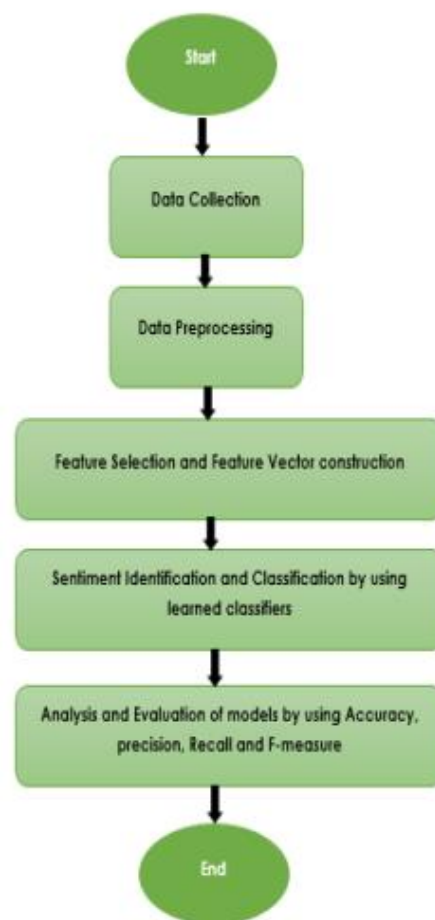 Start
Data Collection
Data Preprocessing
Feature Selection and Feature Vector construction
Sentiment Identification and Classification by using
learned classifiers
Analysis and Evaluation of models by using Accuracy,
precision, Recall and F-measure
End